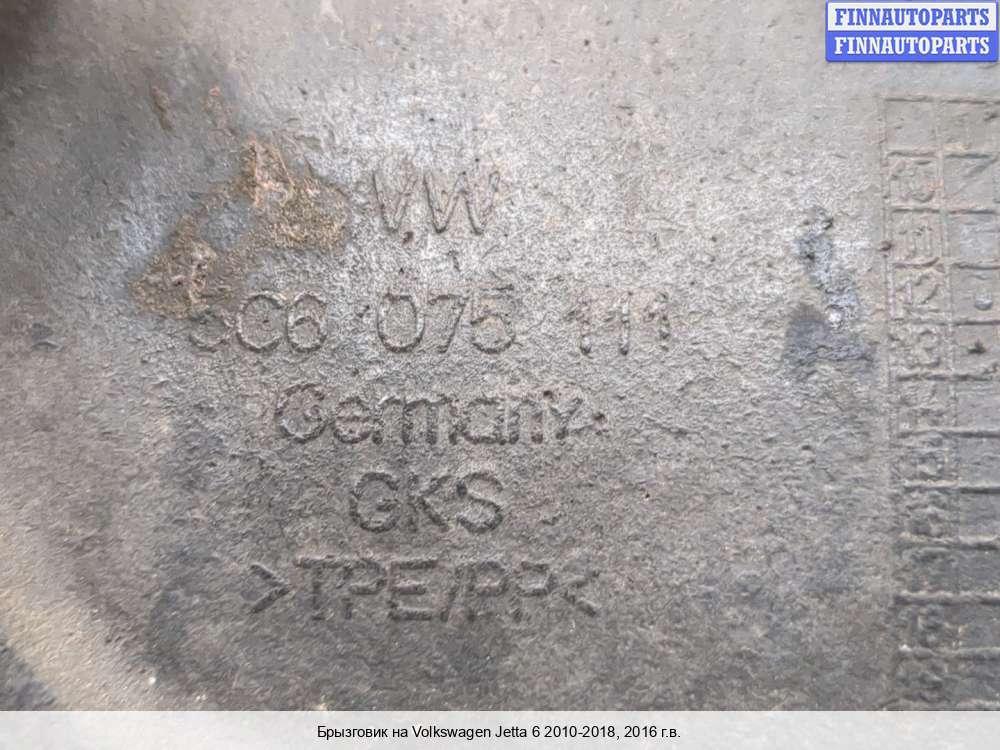 FINNAUTOPARTS
FINNAUTOPARTS
VW
5C6 075 111
Germany
GKS
>TPE/PP<
Брызговик на Volkswagen Jetta 6 2010-2018, 2016 г.в.